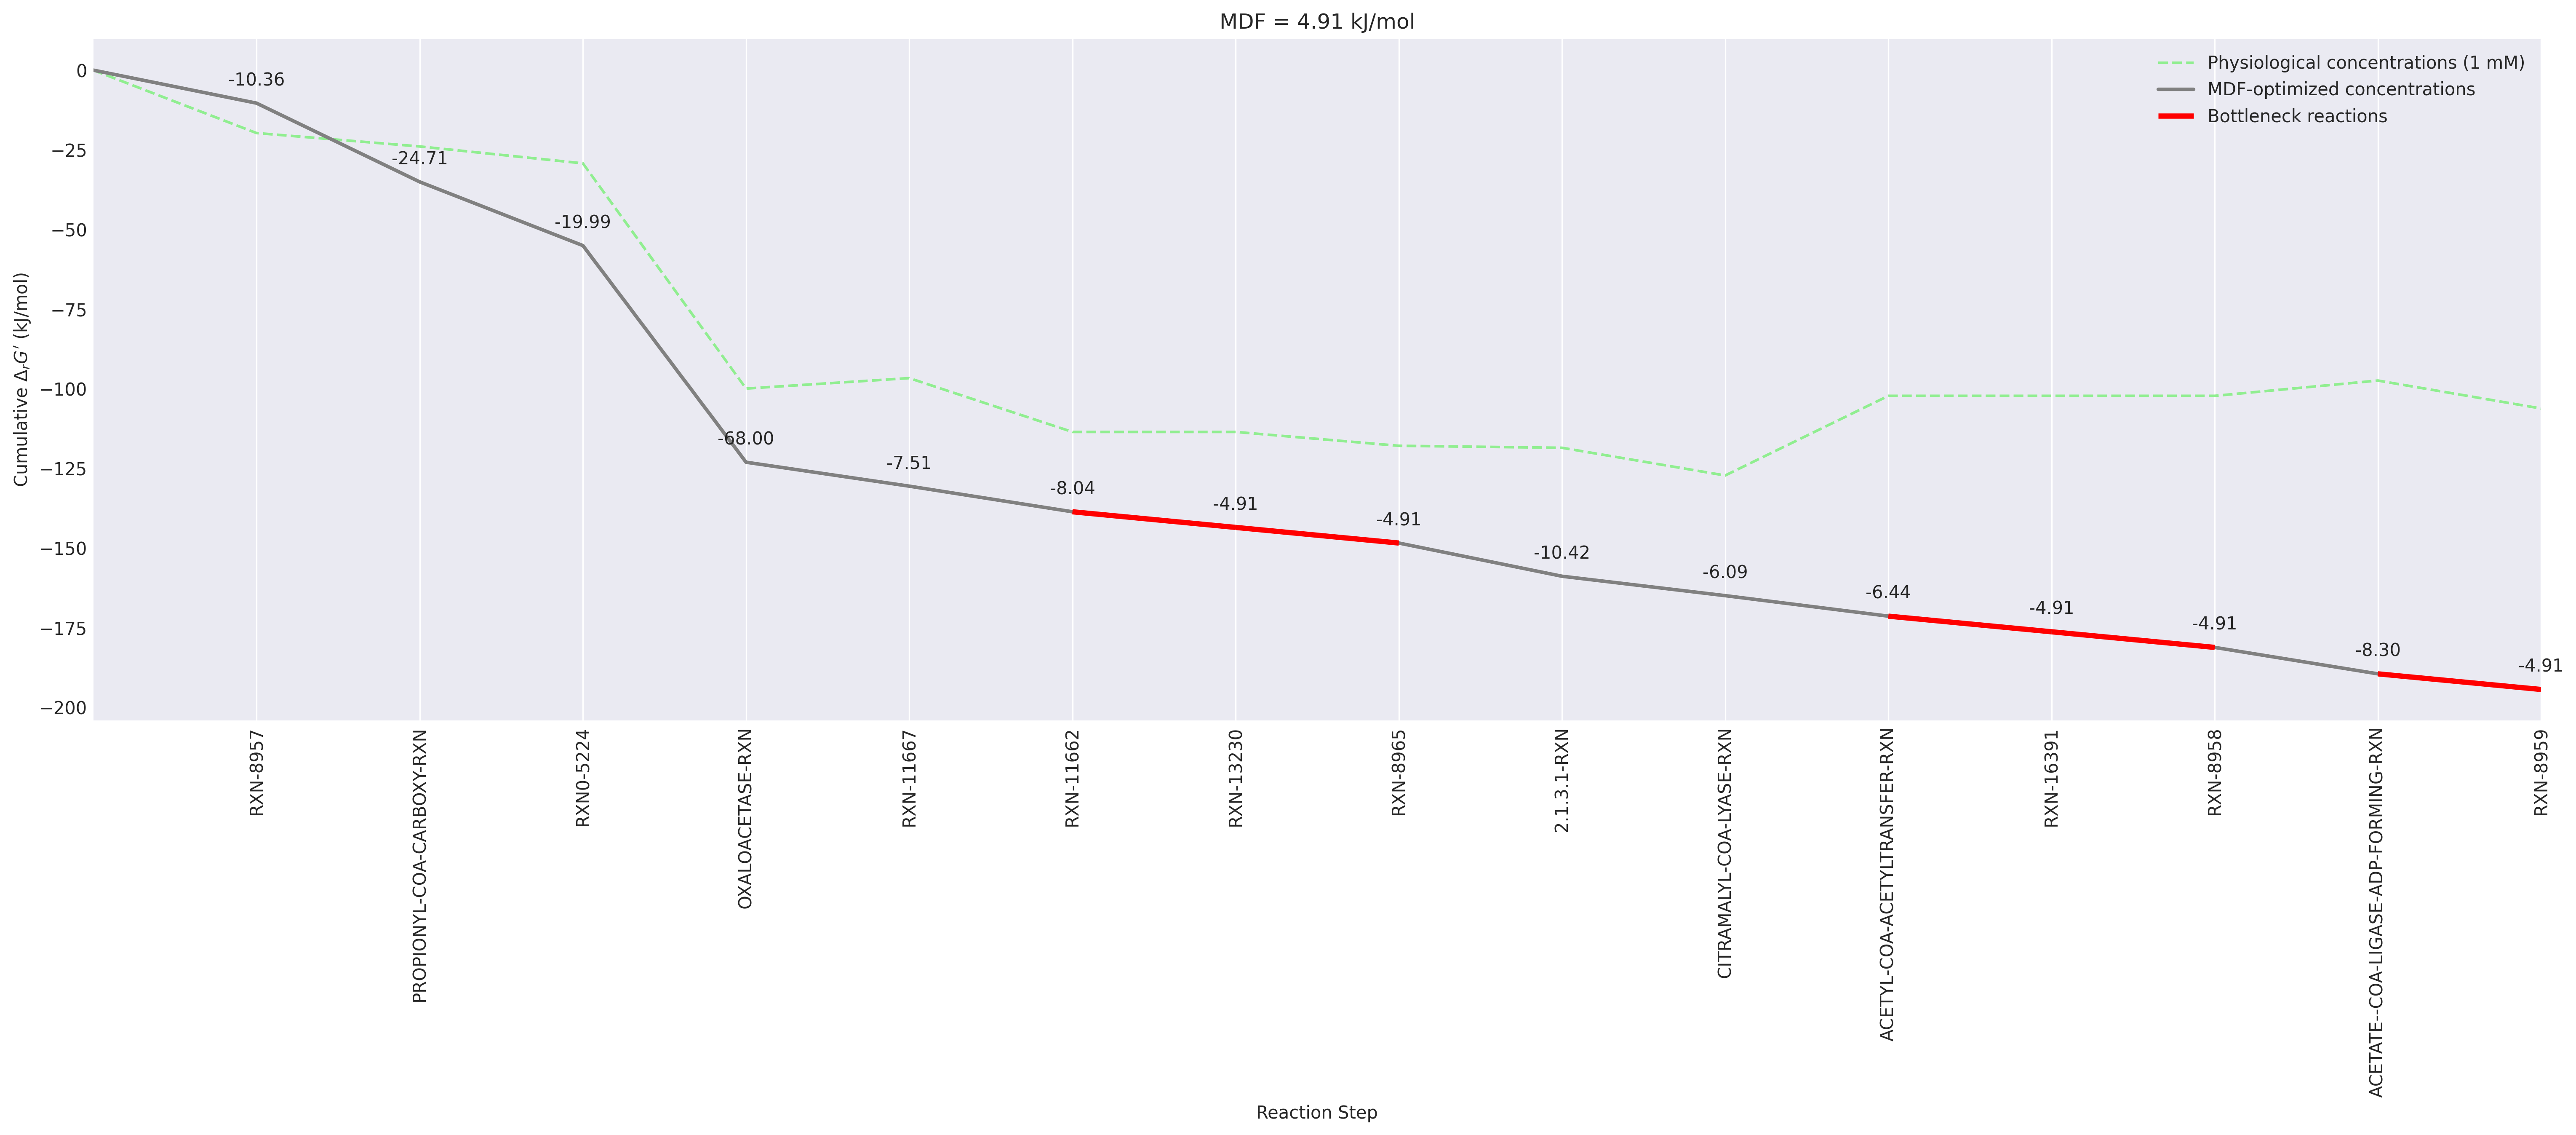 MDF = 4.91 kJ/mol
Physiological concentrations (1 mM)
MDF-optimized concentrations
Bottleneck reactions
Cumulative ΔrG′ (kJ/mol)
0
−25
−50
−75
−100
−125
−150
−175
−200
-10.36
-24.71
-19.99
-68.00
-7.51
-8.04
-4.91
-4.91
-10.42
-6.09
-6.44
-4.91
-4.91
-8.30
-4.91
RXN-8957
PROPIONYL-COA-CARBOXY-RXN
RXN0-5224
OXALOACETASE-RXN
RXN-11667
RXN-11662
RXN-13230
RXN-8965
2.1.3.1-RXN
CITRAMALYL-COA-LYASE-RXN
ACETYL-COA-ACETYLTRANSFER-RXN
RXN-16391
RXN-8958
ACETATE--COA-LIGASE-ADP-FORMING-RXN
RXN-8959
Reaction Step